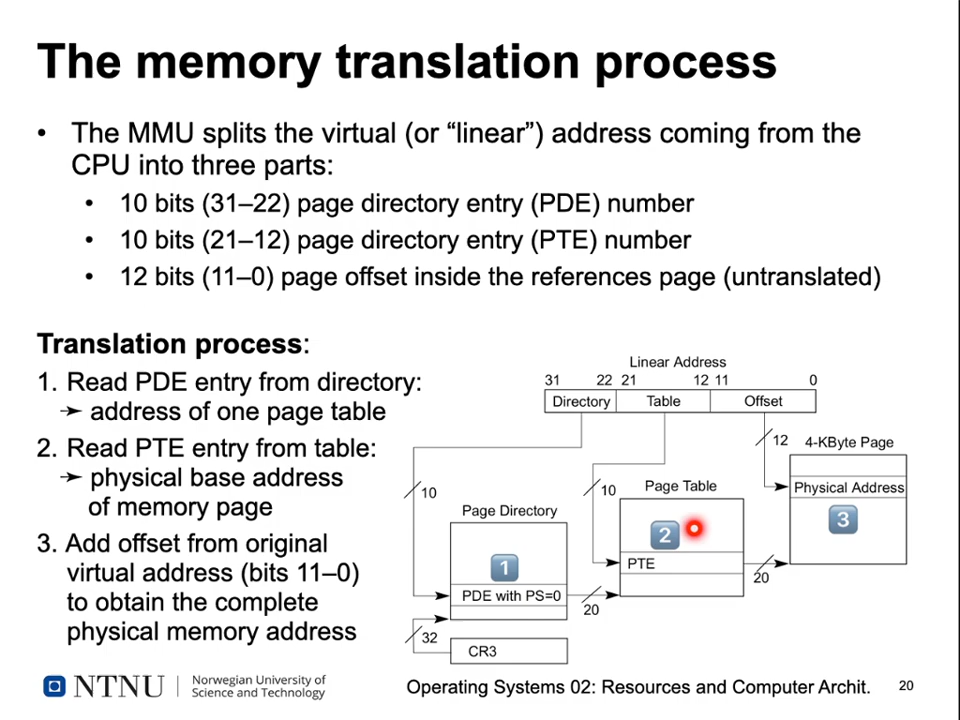 The memory translation process
• The MMU splits the virtual (or “linear”) address coming from the
CPU into three parts:
• 10 bits (31–22) page directory entry (PDE) number
• 10 bits (21–12) page directory entry (PTE) number
• 12 bits (11–0) page offset inside the references page (untranslated)
Translation process:
1. Read PDE entry from directory:
➛ address of one page table
2. Read PTE entry from table:
➛ physical base address
of memory page
3. Add offset from original
virtual address (bits 11–0)
to obtain the complete
physical memory address
Linear Address
31 22 21 12 11 0
Directory Table Offset
12 4-KByte Page
10 10 Page Table Physical Address
Page Directory
3
2
1
PTE
20
PDE with PS=0
20
32
CR3
NTNU
Norwegian University of
Science and Technology
Operating Systems 02: Resources and Computer Archit.
20